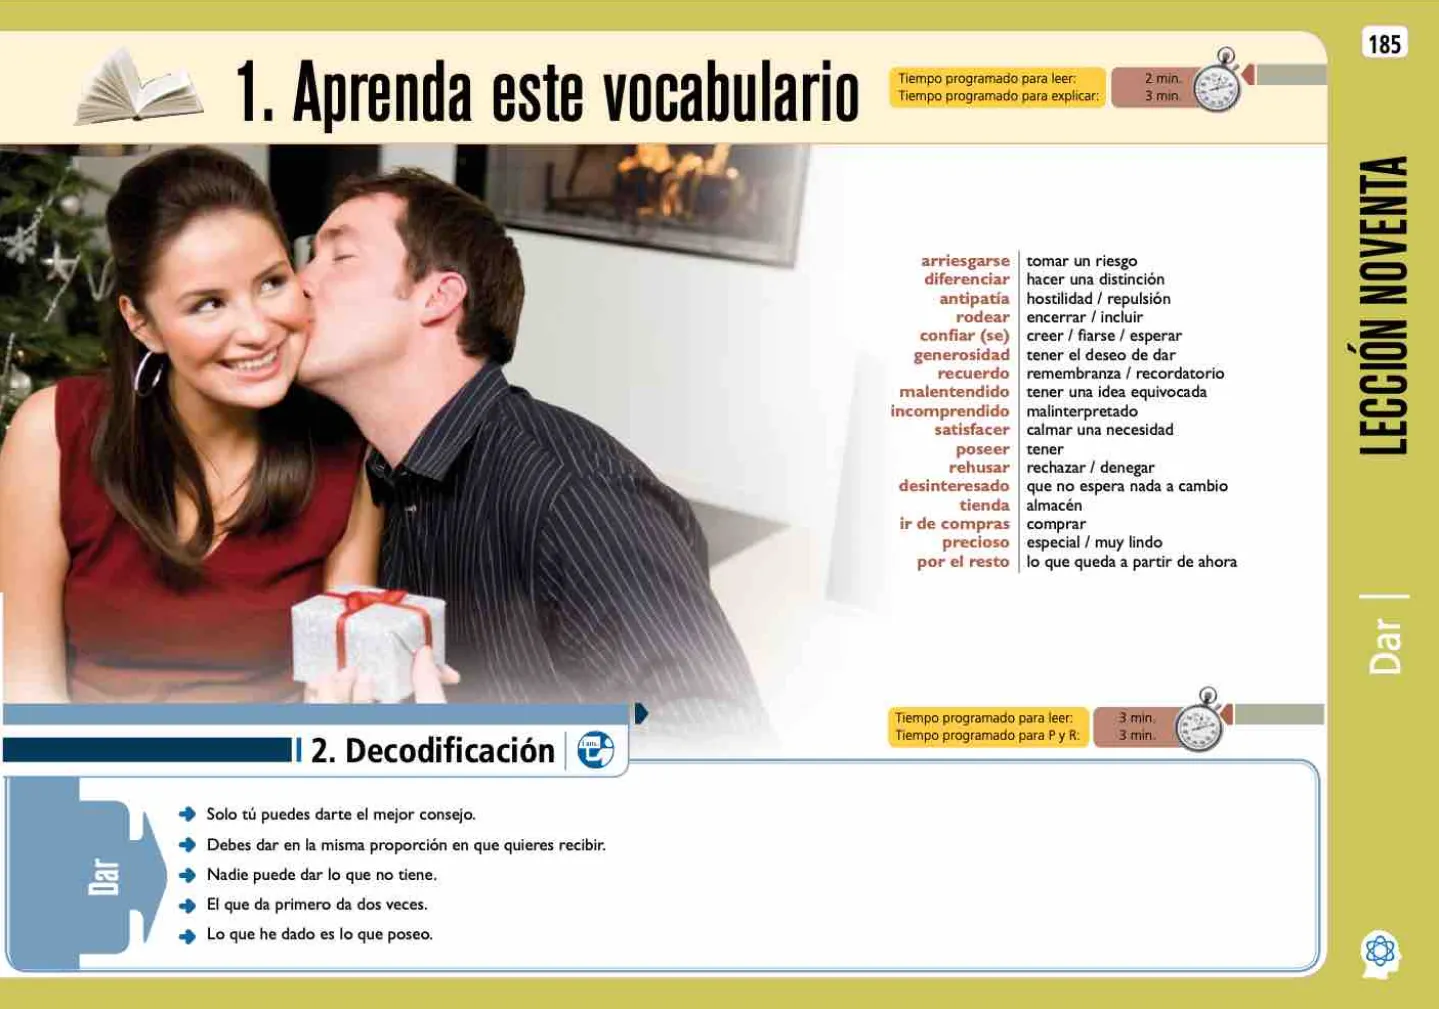 185
1. Aprenda este vocabulario
Tiempo programado para leer: 2 min.
Tiempo programado para explicar: 3 min.
LECCIÓN NOVENTA
Dar
arriesgarse tomar un riesgo
diferenciar hacer una distinción
antipatía hostilidad / repulsión
rodear encerrar / incluir
confiar (se) creer / fiarse / esperar
generosidad tener el deseo de dar
recuerdo remembranza / recordatorio
malentendido tener una idea equivocada
incomprendido malinterpretado
satisfacer calmar una necesidad
poseer tener
rehusar rechazar / denegar
desinteresado que no espera nada a cambio
tienda almacén
ir de compras comprar
precioso especial / muy lindo
por el resto lo que queda a partir de ahora
2. Decodificación
Tiempo programado para leer: 3 min.
Tiempo programado para P y R: 3 min.
Dar
Solo tú puedes darte el mejor consejo.
Debes dar en la misma proporción en que quieres recibir.
Nadie puede dar lo que no tiene.
El que da primero da dos veces.
Lo que he dado es lo que poseo.